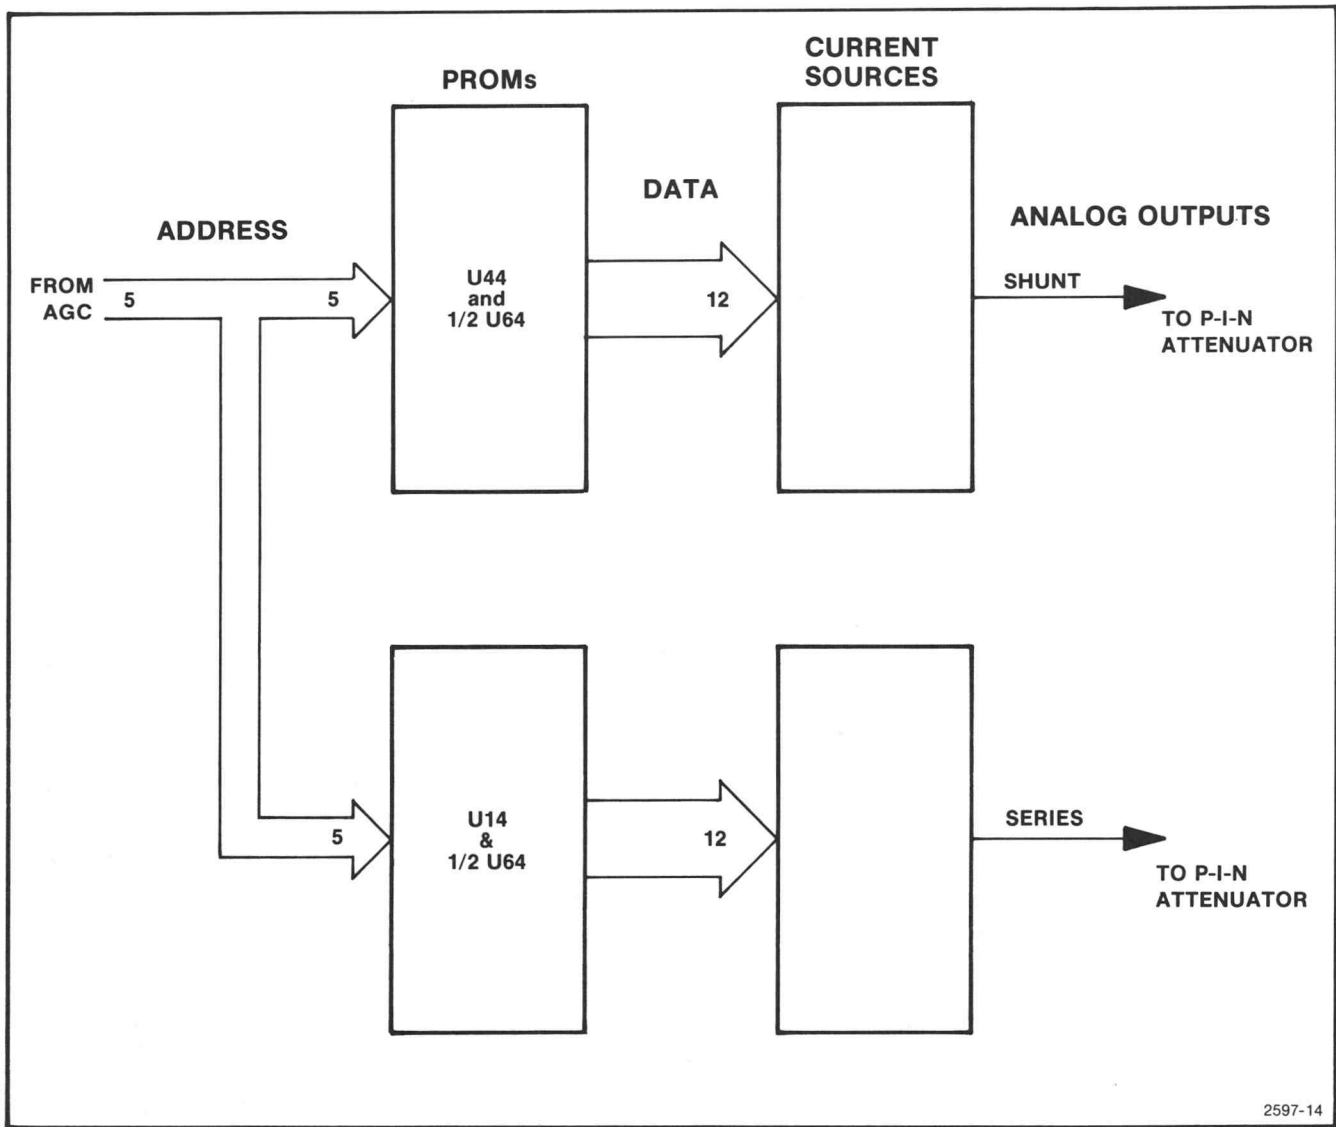 CURRENT
SOURCES
PROMs
DATA
ADDRESS
ANALOG OUTPUTS
FROM
AGC
5
5
U44
and
1/2 U64
12
SHUNT
TO P-I-N
ATTENUATOR
5
U14
&
1/2 U64
12
SERIES
TO P-I-N
ATTENUATOR
2597-14